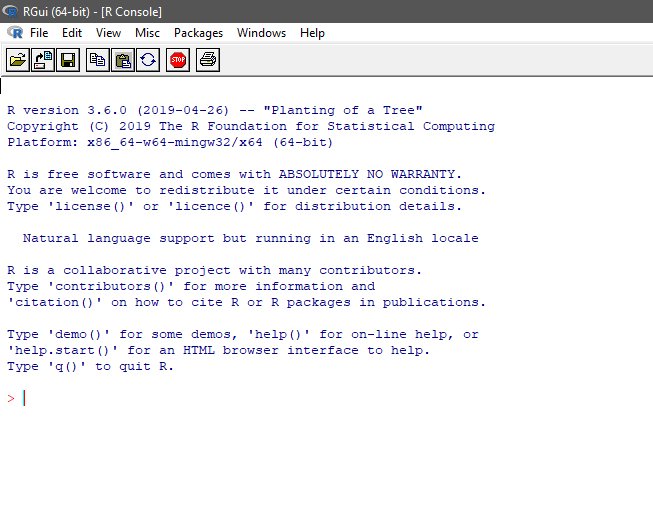 RGui (64-bit) - [R Console]
File Edit View Misc Packages Windows Help
STOP
R version 3.6.0 (2019-04-26) -- "Planting of a Tree"
Copyright (C) 2019 The R Foundation for Statistical Computing
Platform: x86_64-w64-mingw32/x64 (64-bit)
R is free software and comes with ABSOLUTELY NO WARRANTY.
You are welcome to redistribute it under certain conditions.
Type 'license()' or 'licence()' for distribution details.
Natural language support but running in an English locale
R is a collaborative project with many contributors.
Type 'contributors()' for more information and
'citation()' on how to cite R or R packages in publications.
Type 'demo()' for some demos, 'help()' for on-line help, or
'help.start()' for an HTML browser interface to help.
Type 'q()' to quit R.
>